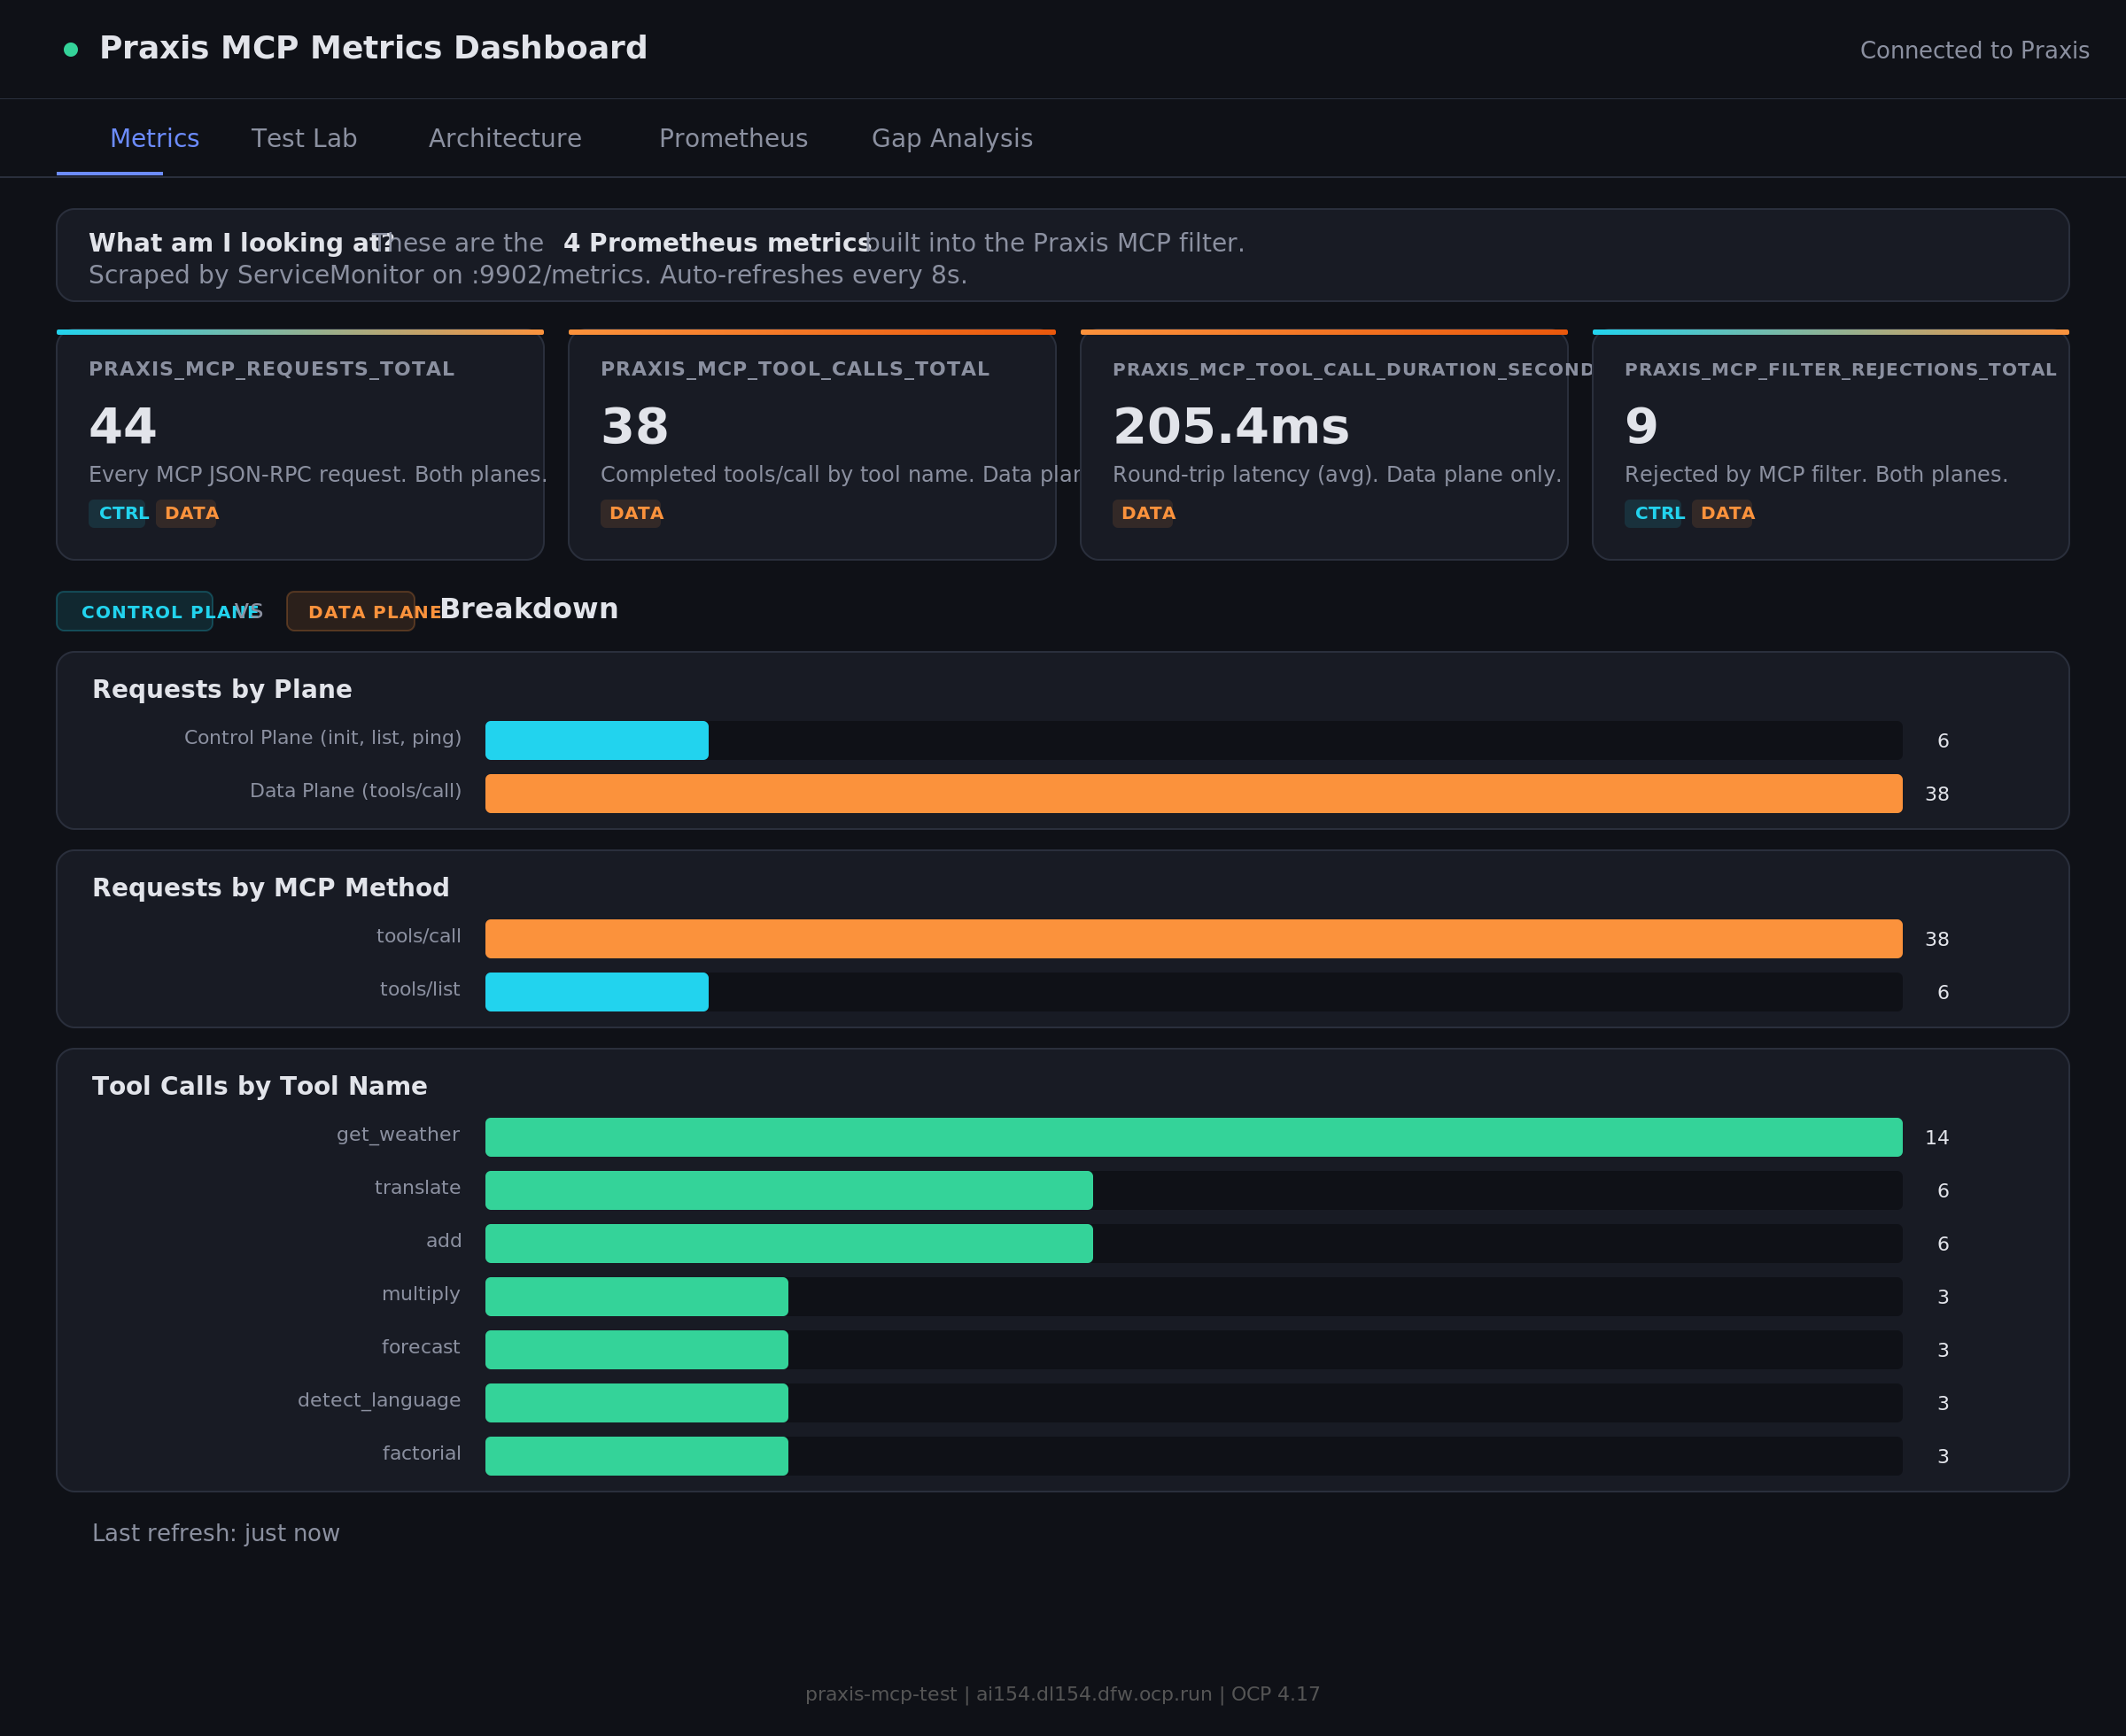 Praxis MCP Metrics Dashboard
Connected to Praxis
Metrics Test Lab Architecture Prometheus Gap Analysis
What am I looking at? These are the 4 Prometheus metrics built into the Praxis MCP filter.
Scraped by ServiceMonitor on :9902/metrics. Auto-refreshes every 8s.
PRAXIS_MCP_REQUESTS_TOTAL
44
Every MCP JSON-RPC request. Both planes.
CTRL DATA
PRAXIS_MCP_TOOL_CALLS_TOTAL
38
Completed tools/call by tool name. Data plan
DATA
PRAXIS_MCP_TOOL_CALL_DURATION_SECOND
205.4ms
Round-trip latency (avg). Data plane only.
DATA
PRAXIS_MCP_FILTER_REJECTIONS_TOTAL
9
Rejected by MCP filter. Both planes.
CTRL DATA
CONTROL PLANE VS DATA PLANE Breakdown
Requests by Plane
Control Plane (init, list, ping) 6
Data Plane (tools/call) 38
Requests by MCP Method
tools/call 38
tools/list 6
Tool Calls by Tool Name
get_weather 14
translate 6
add 6
multiply 3
forecast 3
detect_language 3
factorial 3
Last refresh: just now
praxis-mcp-test | ai154.dl154.dfw.ocp.run | OCP 4.17